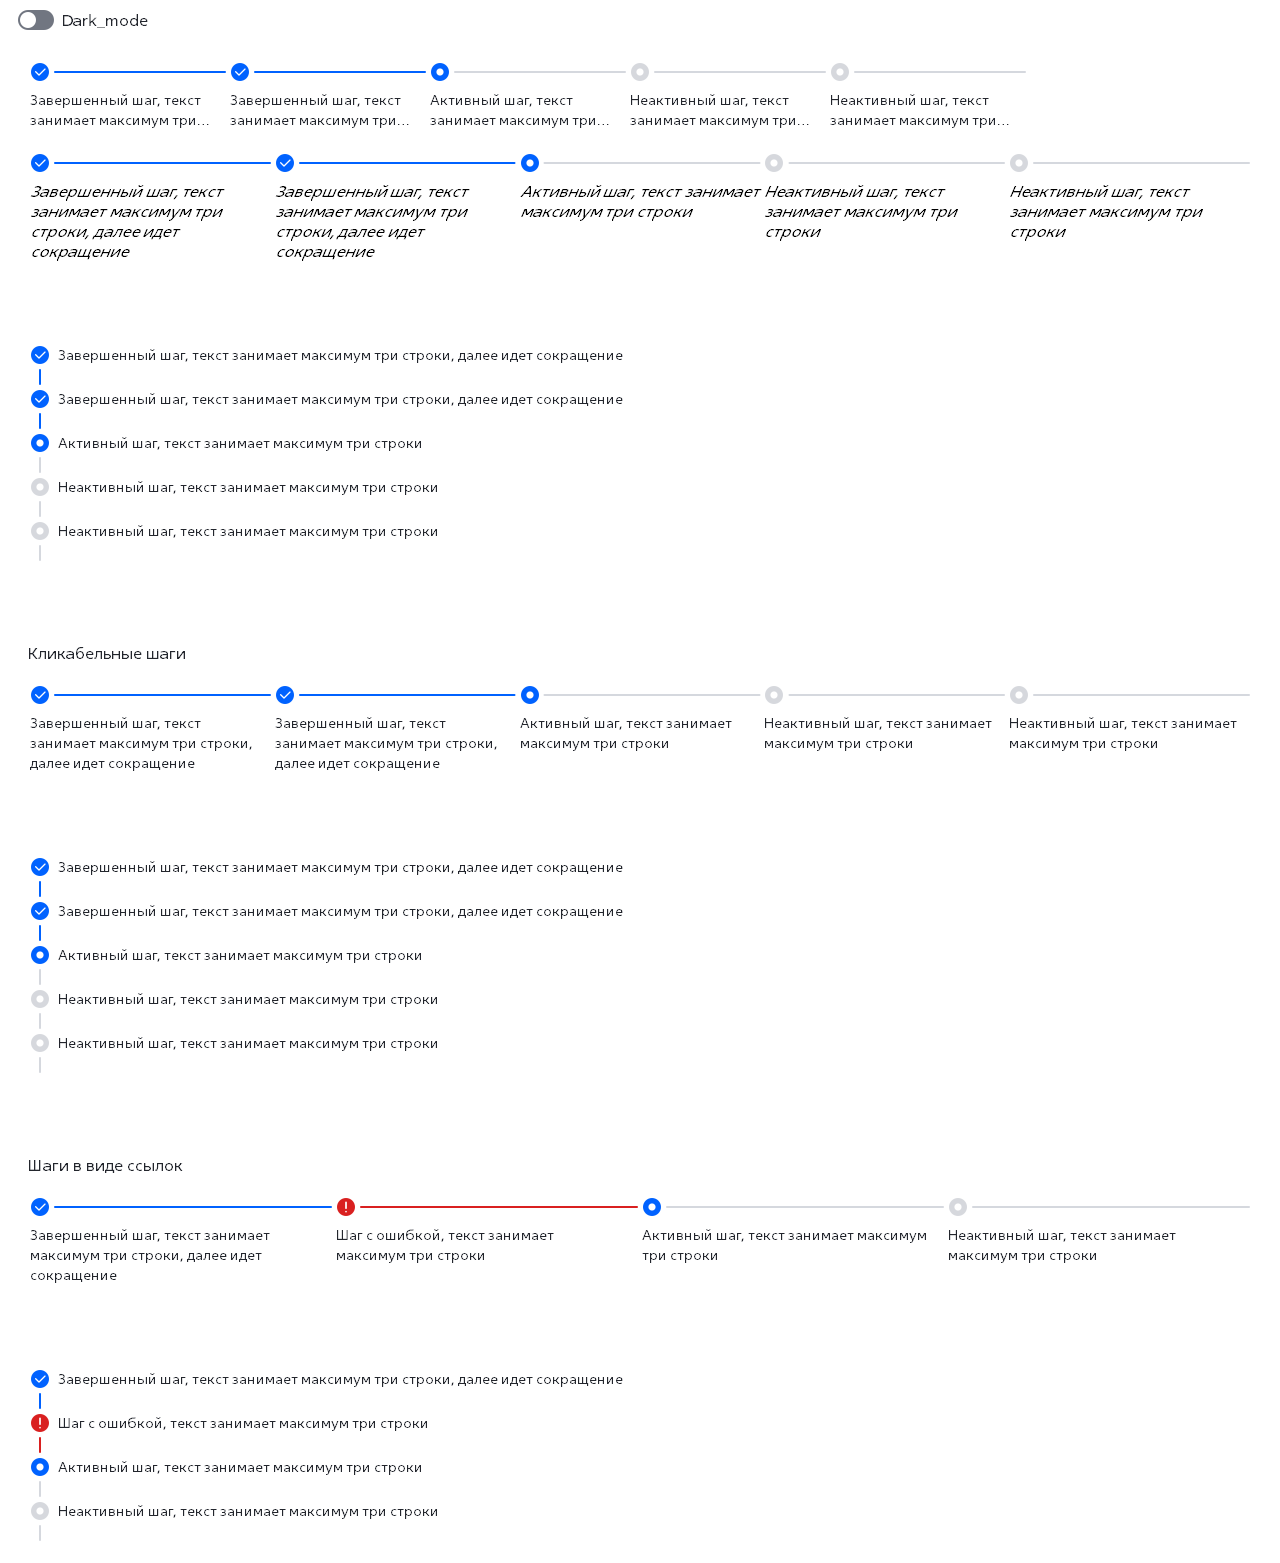 Dark_mode
Завершенный шаг, текст
занимает максимум три...
Завершенный шаг, текст
занимает максимум три...
Активный шаг, текст
занимает максимум три...
Неактивный шаг, текст
занимает максимум три...
Неактивный шаг, текст
занимает максимум три...
Завершенный шаг, текст
занимает максимум три
строки, далее идет
сокращение
Завершенный шаг, текст
занимает максимум три
строки, далее идет
сокращение
Активный шаг, текст занимает
максимум три строки
Неактивный шаг, текст
занимает максимум три
строки
Неактивный шаг, текст
занимает максимум три
строки
Завершенный шаг, текст занимает максимум три строки, далее идет сокращение
Завершенный шаг, текст занимает максимум три строки, далее идет сокращение
Активный шаг, текст занимает максимум три строки
Неактивный шаг, текст занимает максимум три строки
Неактивный шаг, текст занимает максимум три строки
Кликабельные шаги
Завершенный шаг, текст
занимает максимум три строки,
далее идет сокращение
Завершенный шаг, текст
занимает максимум три строки,
далее идет сокращение
Активный шаг, текст занимает
максимум три строки
Неактивный шаг, текст занимает
максимум три строки
Неактивный шаг, текст занимает
максимум три строки
Завершенный шаг, текст занимает максимум три строки, далее идет сокращение
Завершенный шаг, текст занимает максимум три строки, далее идет сокращение
Активный шаг, текст занимает максимум три строки
Неактивный шаг, текст занимает максимум три строки
Неактивный шаг, текст занимает максимум три строки
Шаги в виде ссылок
Завершенный шаг, текст занимает
максимум три строки, далее идет
сокращение
Шаг с ошибкой, текст занимает
максимум три строки
Активный шаг, текст занимает максимум
три строки
Неактивный шаг, текст занимает
максимум три строки
Завершенный шаг, текст занимает максимум три строки, далее идет сокращение
Шаг с ошибкой, текст занимает максимум три строки
Активный шаг, текст занимает максимум три строки
Неактивный шаг, текст занимает максимум три строки